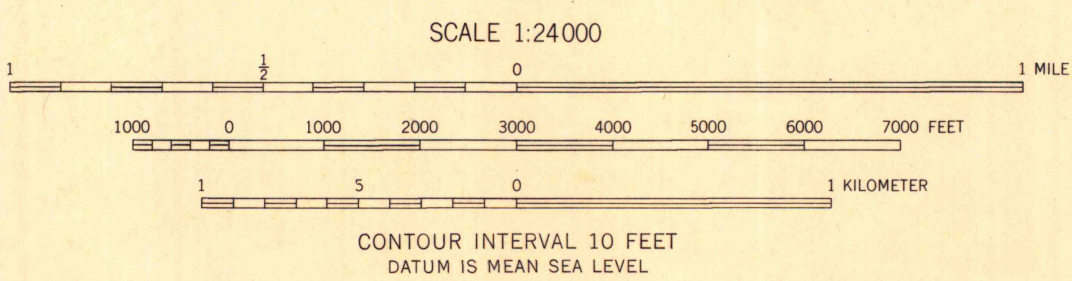 SCALE 1:24000
1 1/2 0 1 MILE
1000 0 1000 2000 3000 4000 5000 6000 7000 FEET
1 5 0 1 KILOMETER
CONTOUR INTERVAL 10 FEET
DATUM IS MEAN SEA LEVEL